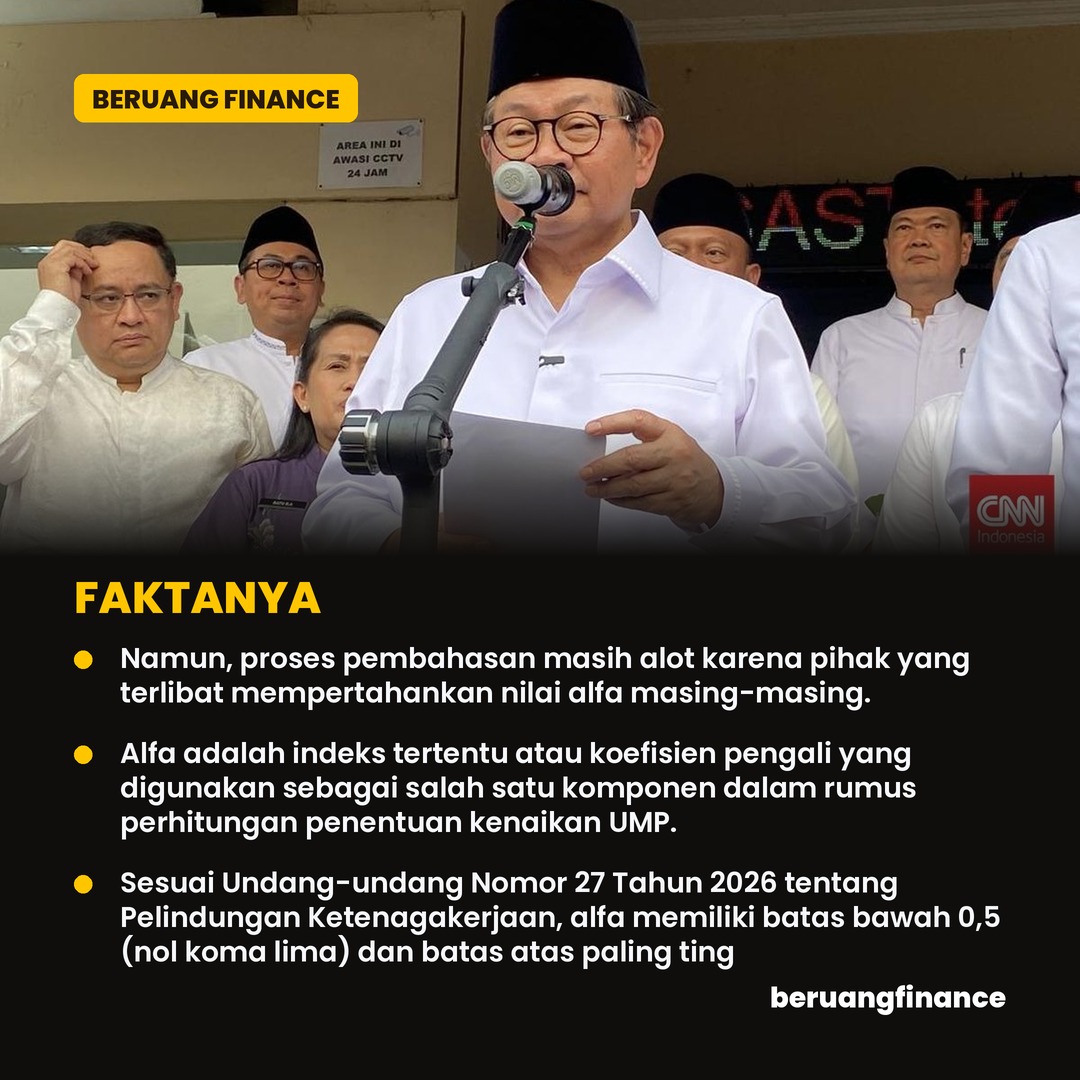 BERUANG FINANCE
AREA INI DI
AWASI CCTV
24 JAM
CNN
Indonesia
FAKTANYA
Namun, proses pembahasan masih alot karena pihak yang
terlibat mempertahankan nilai alfa masing-masing.
Alfa adalah indeks tertentu atau koefisien pengali yang
digunakan sebagai salah satu komponen dalam rumus
perhitungan penentuan kenaikan UMP.
Sesuai Undang-undang Nomor 27 Tahun 2026 tentang
Pelindungan Ketenagakerjaan, alfa memiliki batas bawah 0,5
(nol koma lima) dan batas atas paling ting
beruangfinance